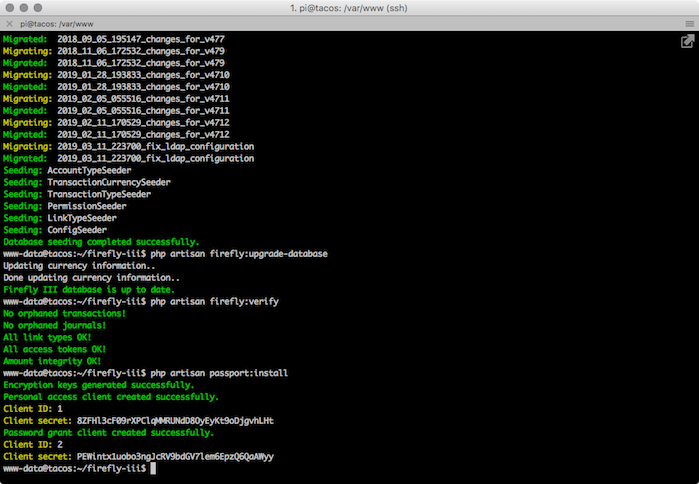 1. pi@tacos: /var/www (ssh)
pi@tacos: /var/www
Migrated: 2018_09_05_195147_changes_for_v477
Migrating: 2018_11_06_172532_changes_for_v479
Migrated: 2018_11_06_172532_changes_for_v479
Migrating: 2019_01_28_193833_changes_for_v4710
Migrated: 2019_01_28_193833_changes_for_v4710
Migrating: 2019_02_05_055516_changes_for_v4711
Migrated: 2019_02_05_055516_changes_for_v4711
Migrating: 2019_02_11_170529_changes_for_v4712
Migrated: 2019_02_11_170529_changes_for_v4712
Migrating: 2019_03_11_223700_fix_ldap_configuration
Migrated: 2019_03_11_223700_fix_ldap_configuration
Seeding: AccountTypeSeeder
Seeding: TransactionCurrencySeeder
Seeding: TransactionTypeSeeder
Seeding: PermissionSeeder
Seeding: LinkTypeSeeder
Seeding: ConfigSeeder
Database seeding completed successfully.
www-data@tacos:~/firefly-iii$ php artisan firefly:upgrade-database
Updating currency information..
Done updating currency information..
Firefly III database is up to date.
www-data@tacos:~/firefly-iii$ php artisan firefly:verify
No orphaned transactions!
No orphaned journals!
All link types OK!
All access tokens OK!
Amount integrity OK!
www-data@tacos:~/firefly-iii$ php artisan passport:install
Encryption keys generated successfully.
Personal access client created successfully.
Client ID: 1
Client secret: 8ZFHl3cF09rXPClqMMRUNdD8OyEyKt9oDjgvhLHt
Password grant client created successfully.
Client ID: 2
Client secret: PEWintx1uobo3ngJcRV9bdGV7lem6EpzQ6QaAWyy
www-data@tacos:~/firefly-iii$